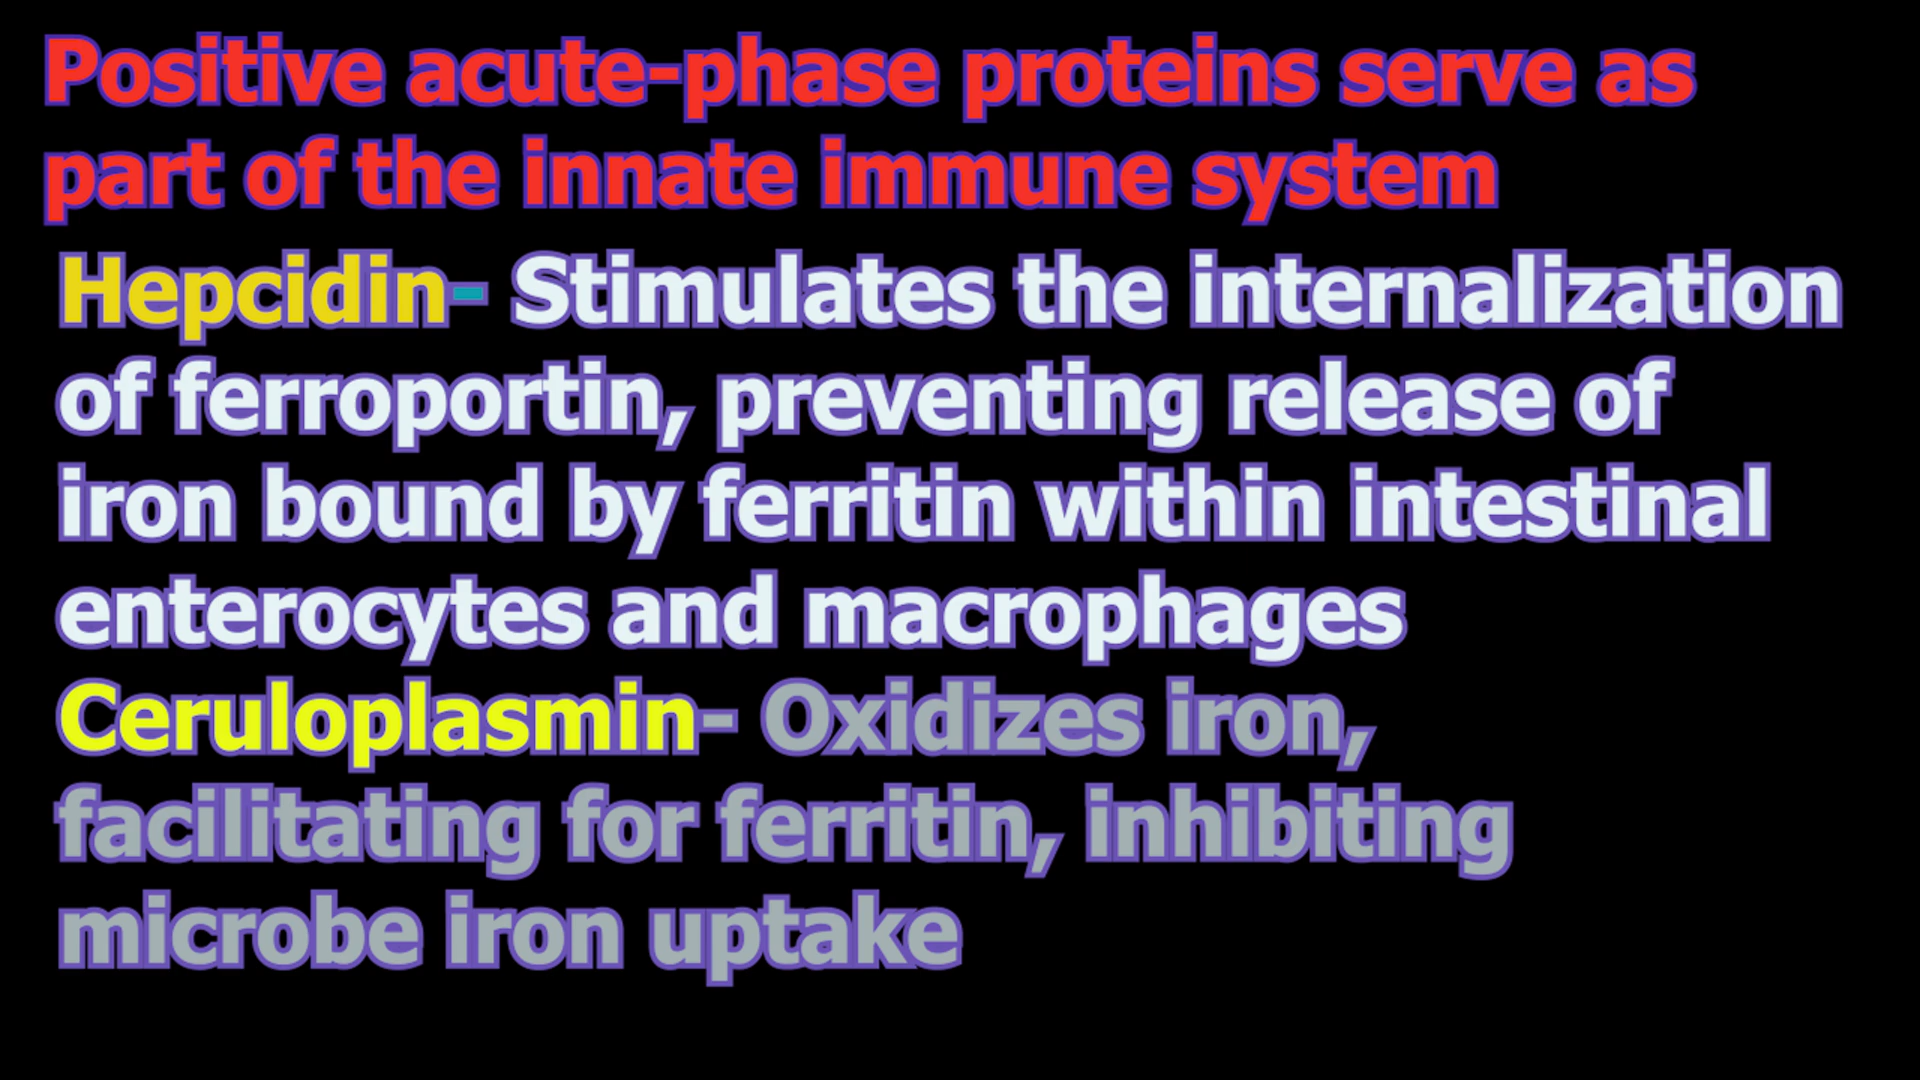 Positive acute-phase proteins serve as
part of the innate immune system
Hepcidin- Stimulates the internalization
of ferroportin, preventing release of
iron bound by ferritin within intestinal
enterocytes and macrophages
Ceruloplasmin- Oxidizes iron,
facilitating for ferritin, inhibiting
microbe iron uptake